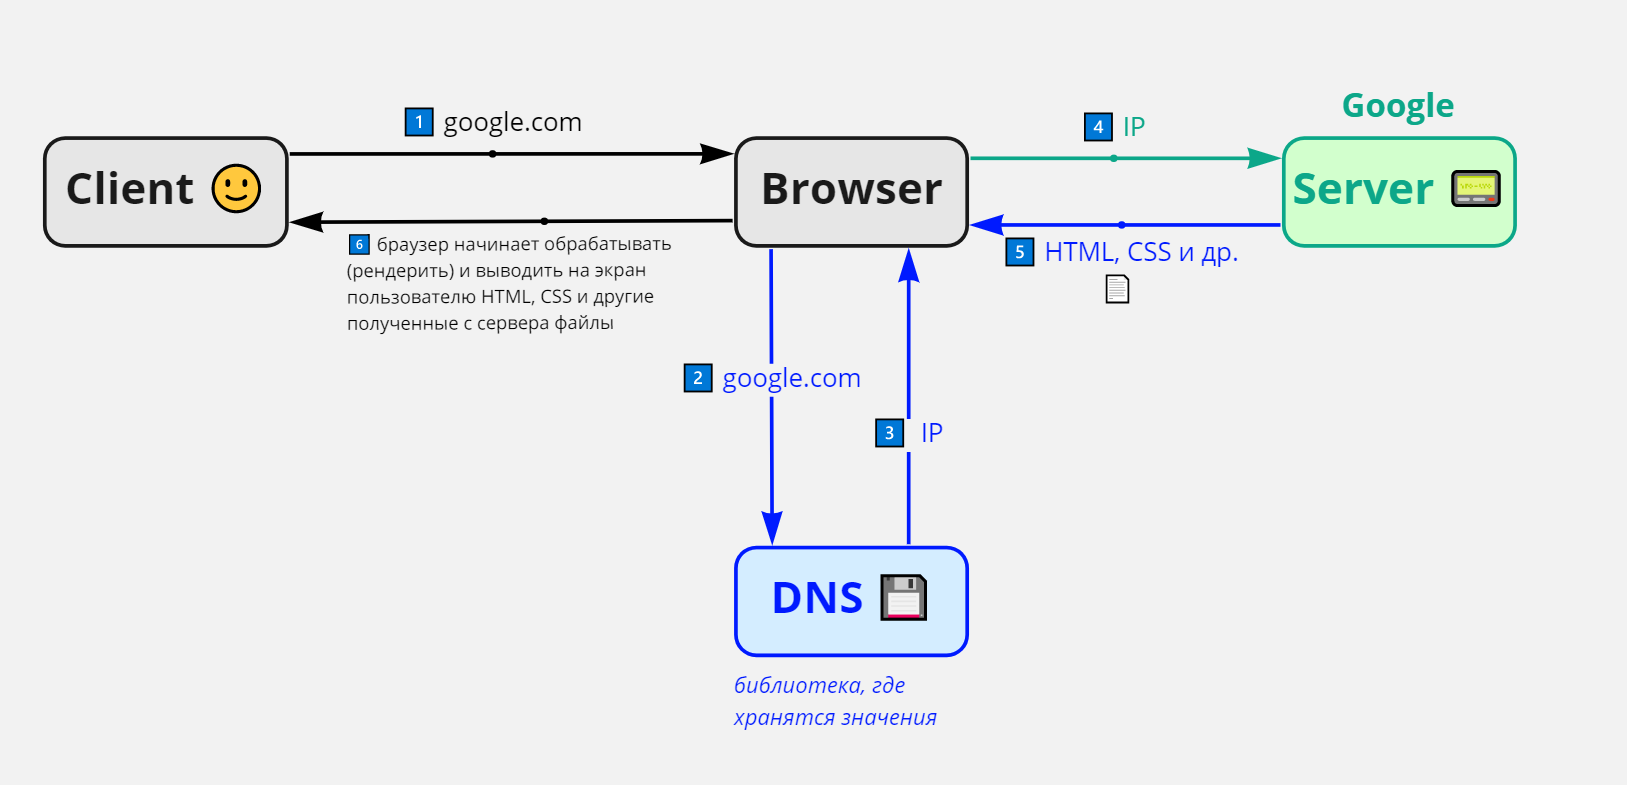 1 google.com
Client
6 браузер начинает обрабатывать
(рендерить) и выводить на экран
пользователю HTML, CSS и другие
полученные с сервера файлы
Browser
4 IP
Google
Server
5 HTML, CSS и др.
2 google.com
3 IP
DNS
библиотека, где
хранятся значения